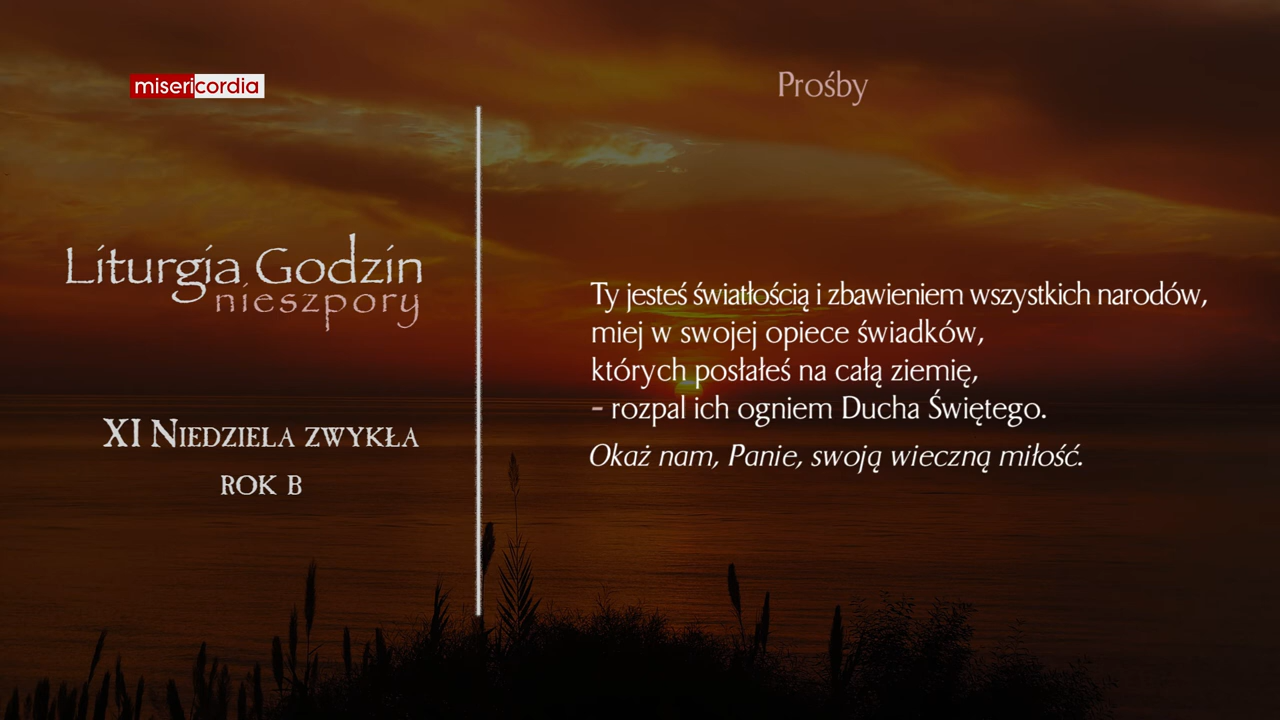 misericordia
Liturgia Godzin
nieszpory
XI Niedziela zwykła
rok B
Prośby
Ty jesteś światłością i zbawieniem wszystkich narodów,
miej w swojej opiece świadków,
których posłałeś na całą ziemię,
- rozpal ich ogniem Ducha Świętego.
Okaż nam, Panie, swoją wieczną miłość.